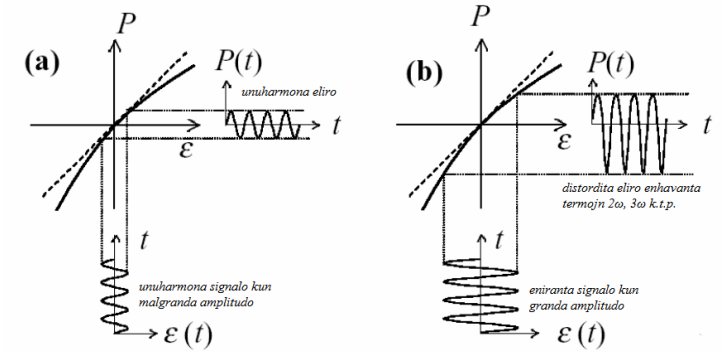 (a)
P
P(t)
unuharmona eliro
t
ε
t
unuharmona signalo kun
malgranda amplitudo
ε (t)
(b)
P
P(t)
t
ε
distordita eliro enhavanta
termojn 2ω, 3ω k.t.p.
t
eniranta signalo kun
granda amplitudo
ε (t)